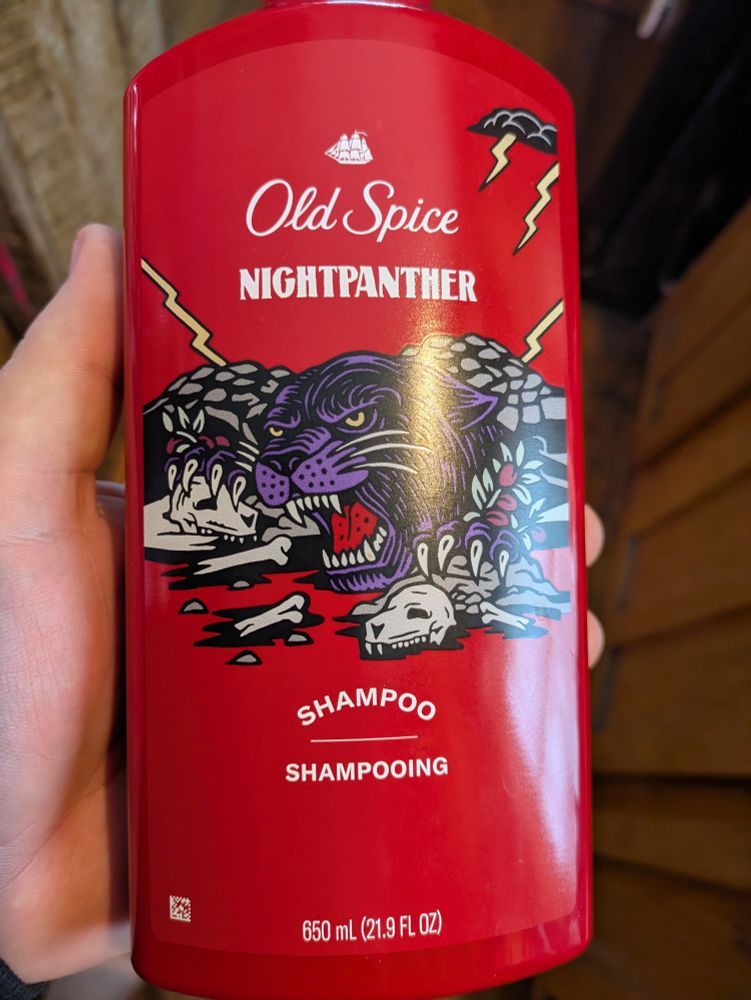 Old Spice
NIGHTPANTHER
SHAMPOO
SHAMPOOING
650 mL (21.9 FL OZ)